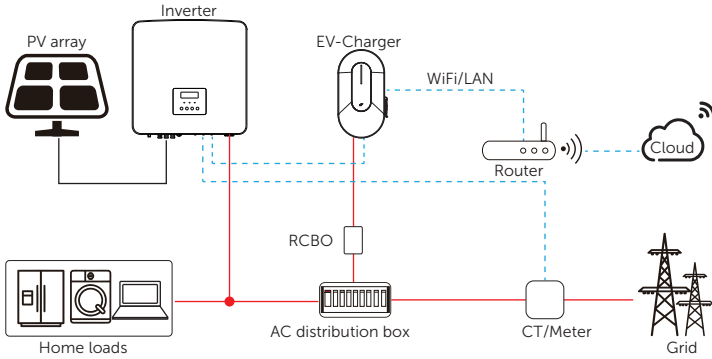 Inverter
PV array
EV-Charger
WiFi/LAN
Cloud
Router
RCBO
Home loads
AC distribution box
CT/Meter
Grid